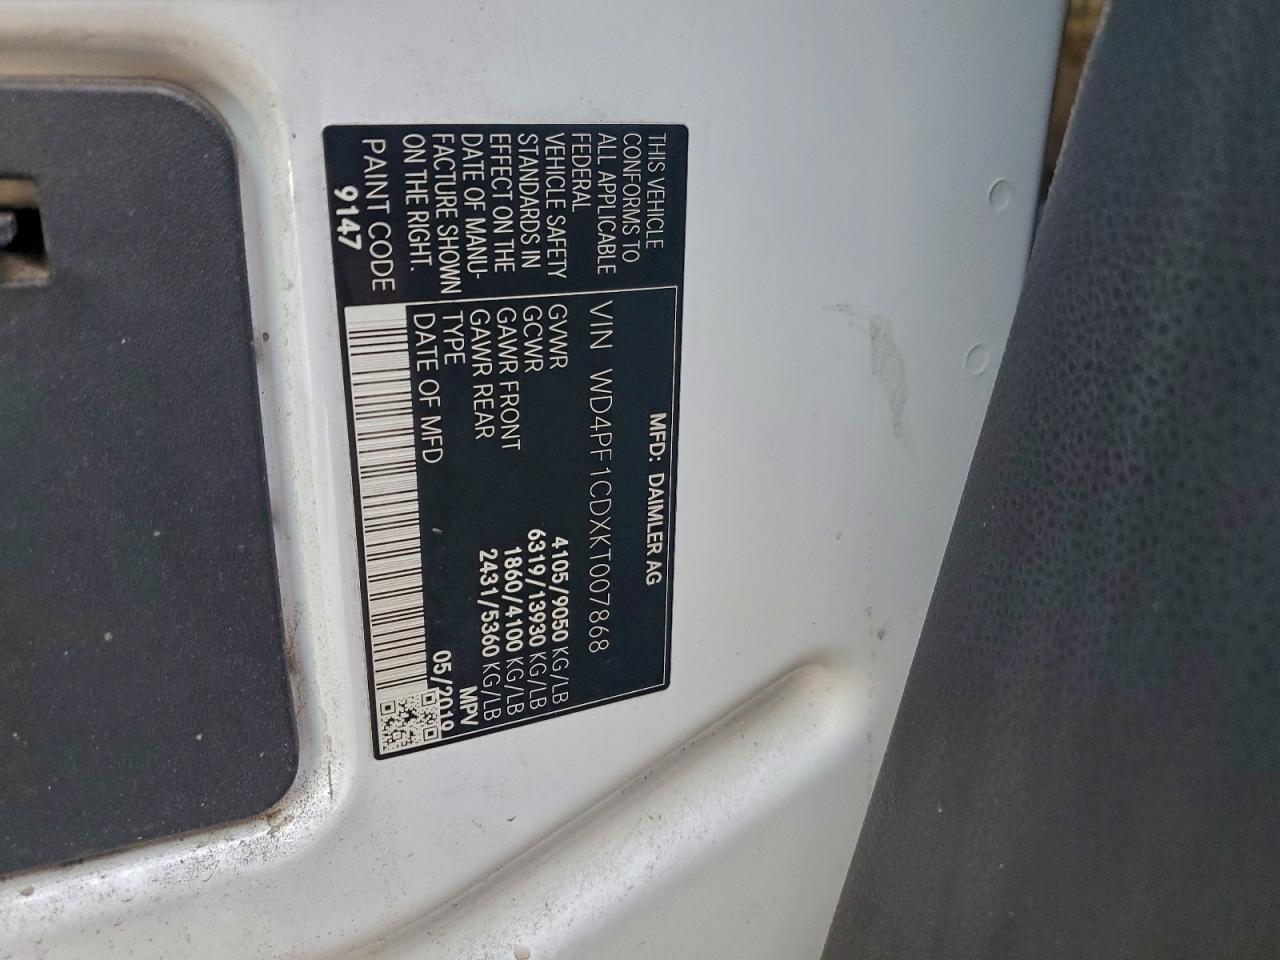 MFD: DAIMLER AG
THIS VEHICLE
CONFORMS TO
ALL APPLICABLE
FEDERAL
VEHICLE SAFETY
STANDARDS IN
EFFECT ON THE
DATE OF MANU-
FACTURE SHOWN
ON THE RIGHT.
PAINT CODE
9147
VIN WD4PF1CDXKT007868
GVWR 4105/9050 KG/LB
GCWR 6319/13930 KG/LB
GAWR FRONT 1860/4100 KG/LB
GAWR REAR 2431/5360 KG/LB
TYPE MPV
DATE OF MFD 05/2019